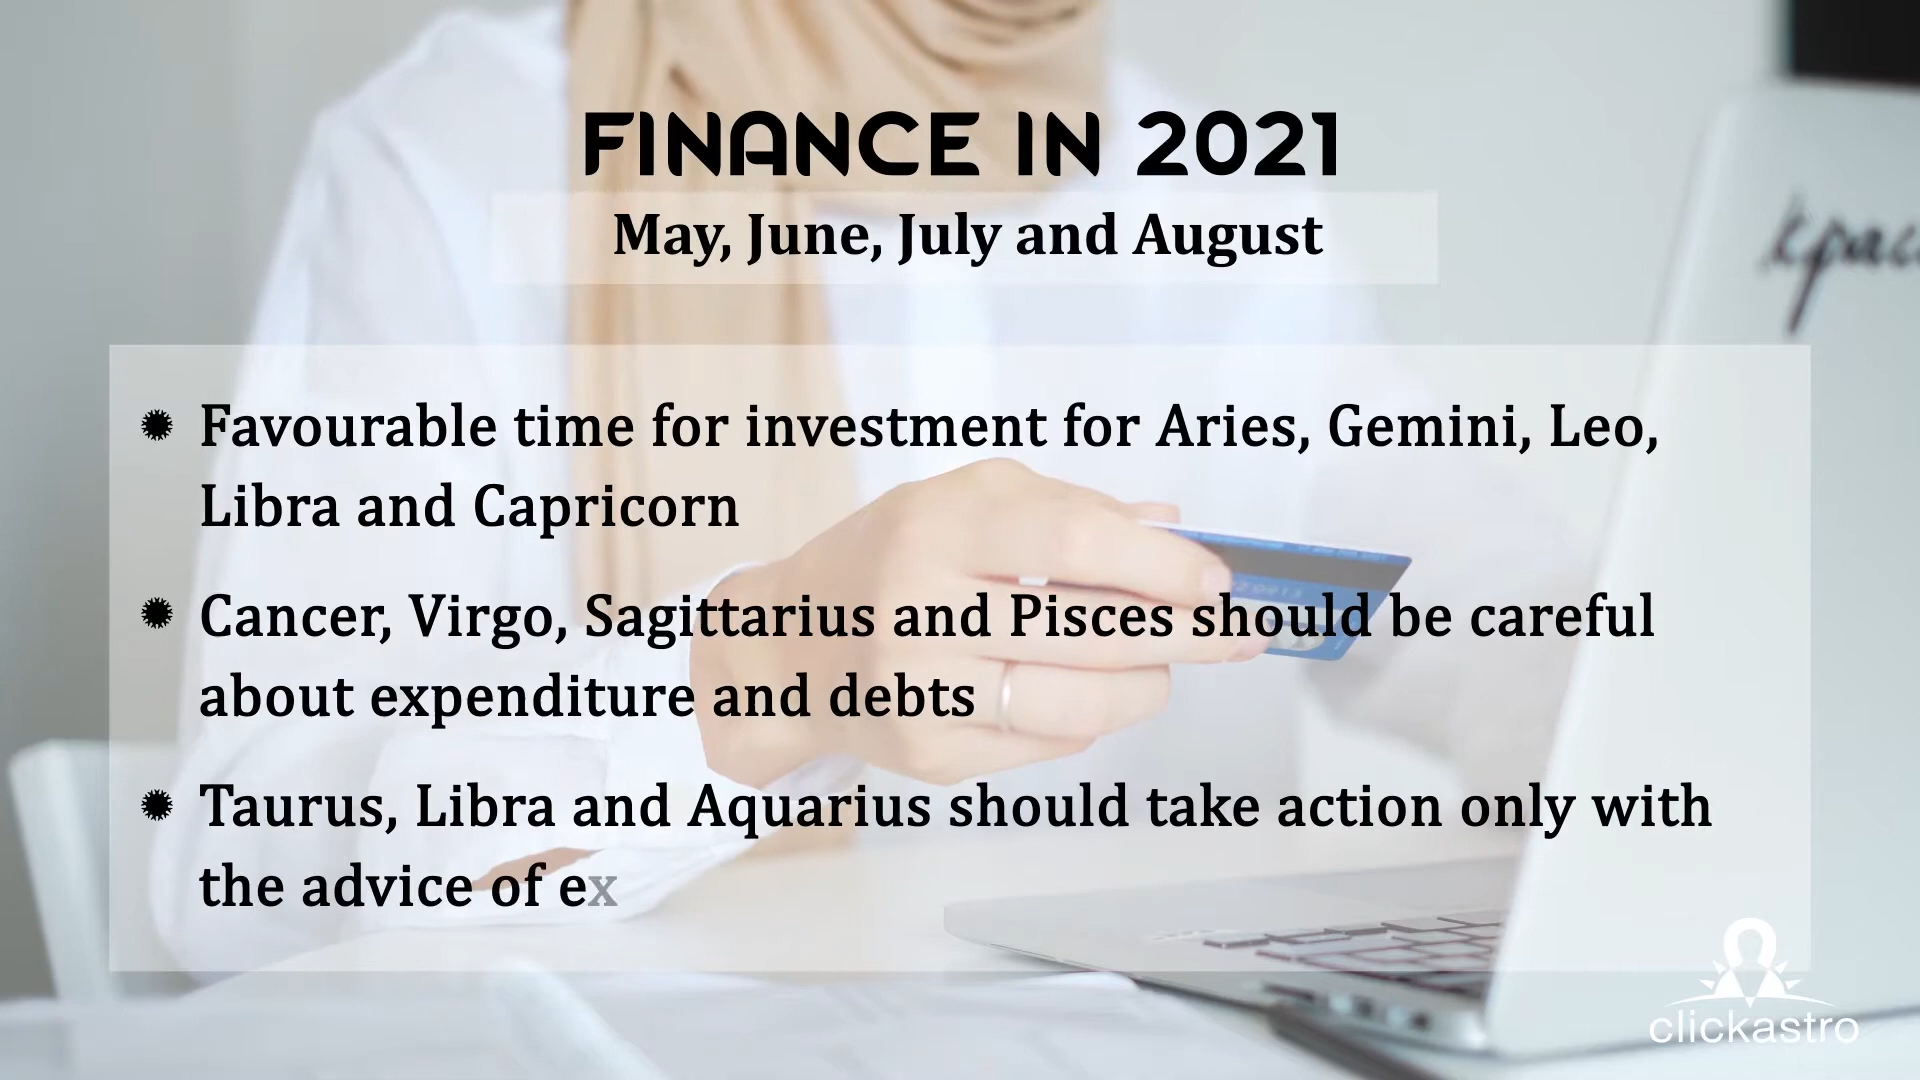 FINANCE IN 2021
May, June, July and August
крас
Favourable time for investment for Aries, Gemini, Leo,
Libra and Capricorn
Cancer, Virgo, Sagittarius and Pisces should be careful
about expenditure and debts
Taurus, Libra and Aquarius should take action only with
the advice of ex
clickastro